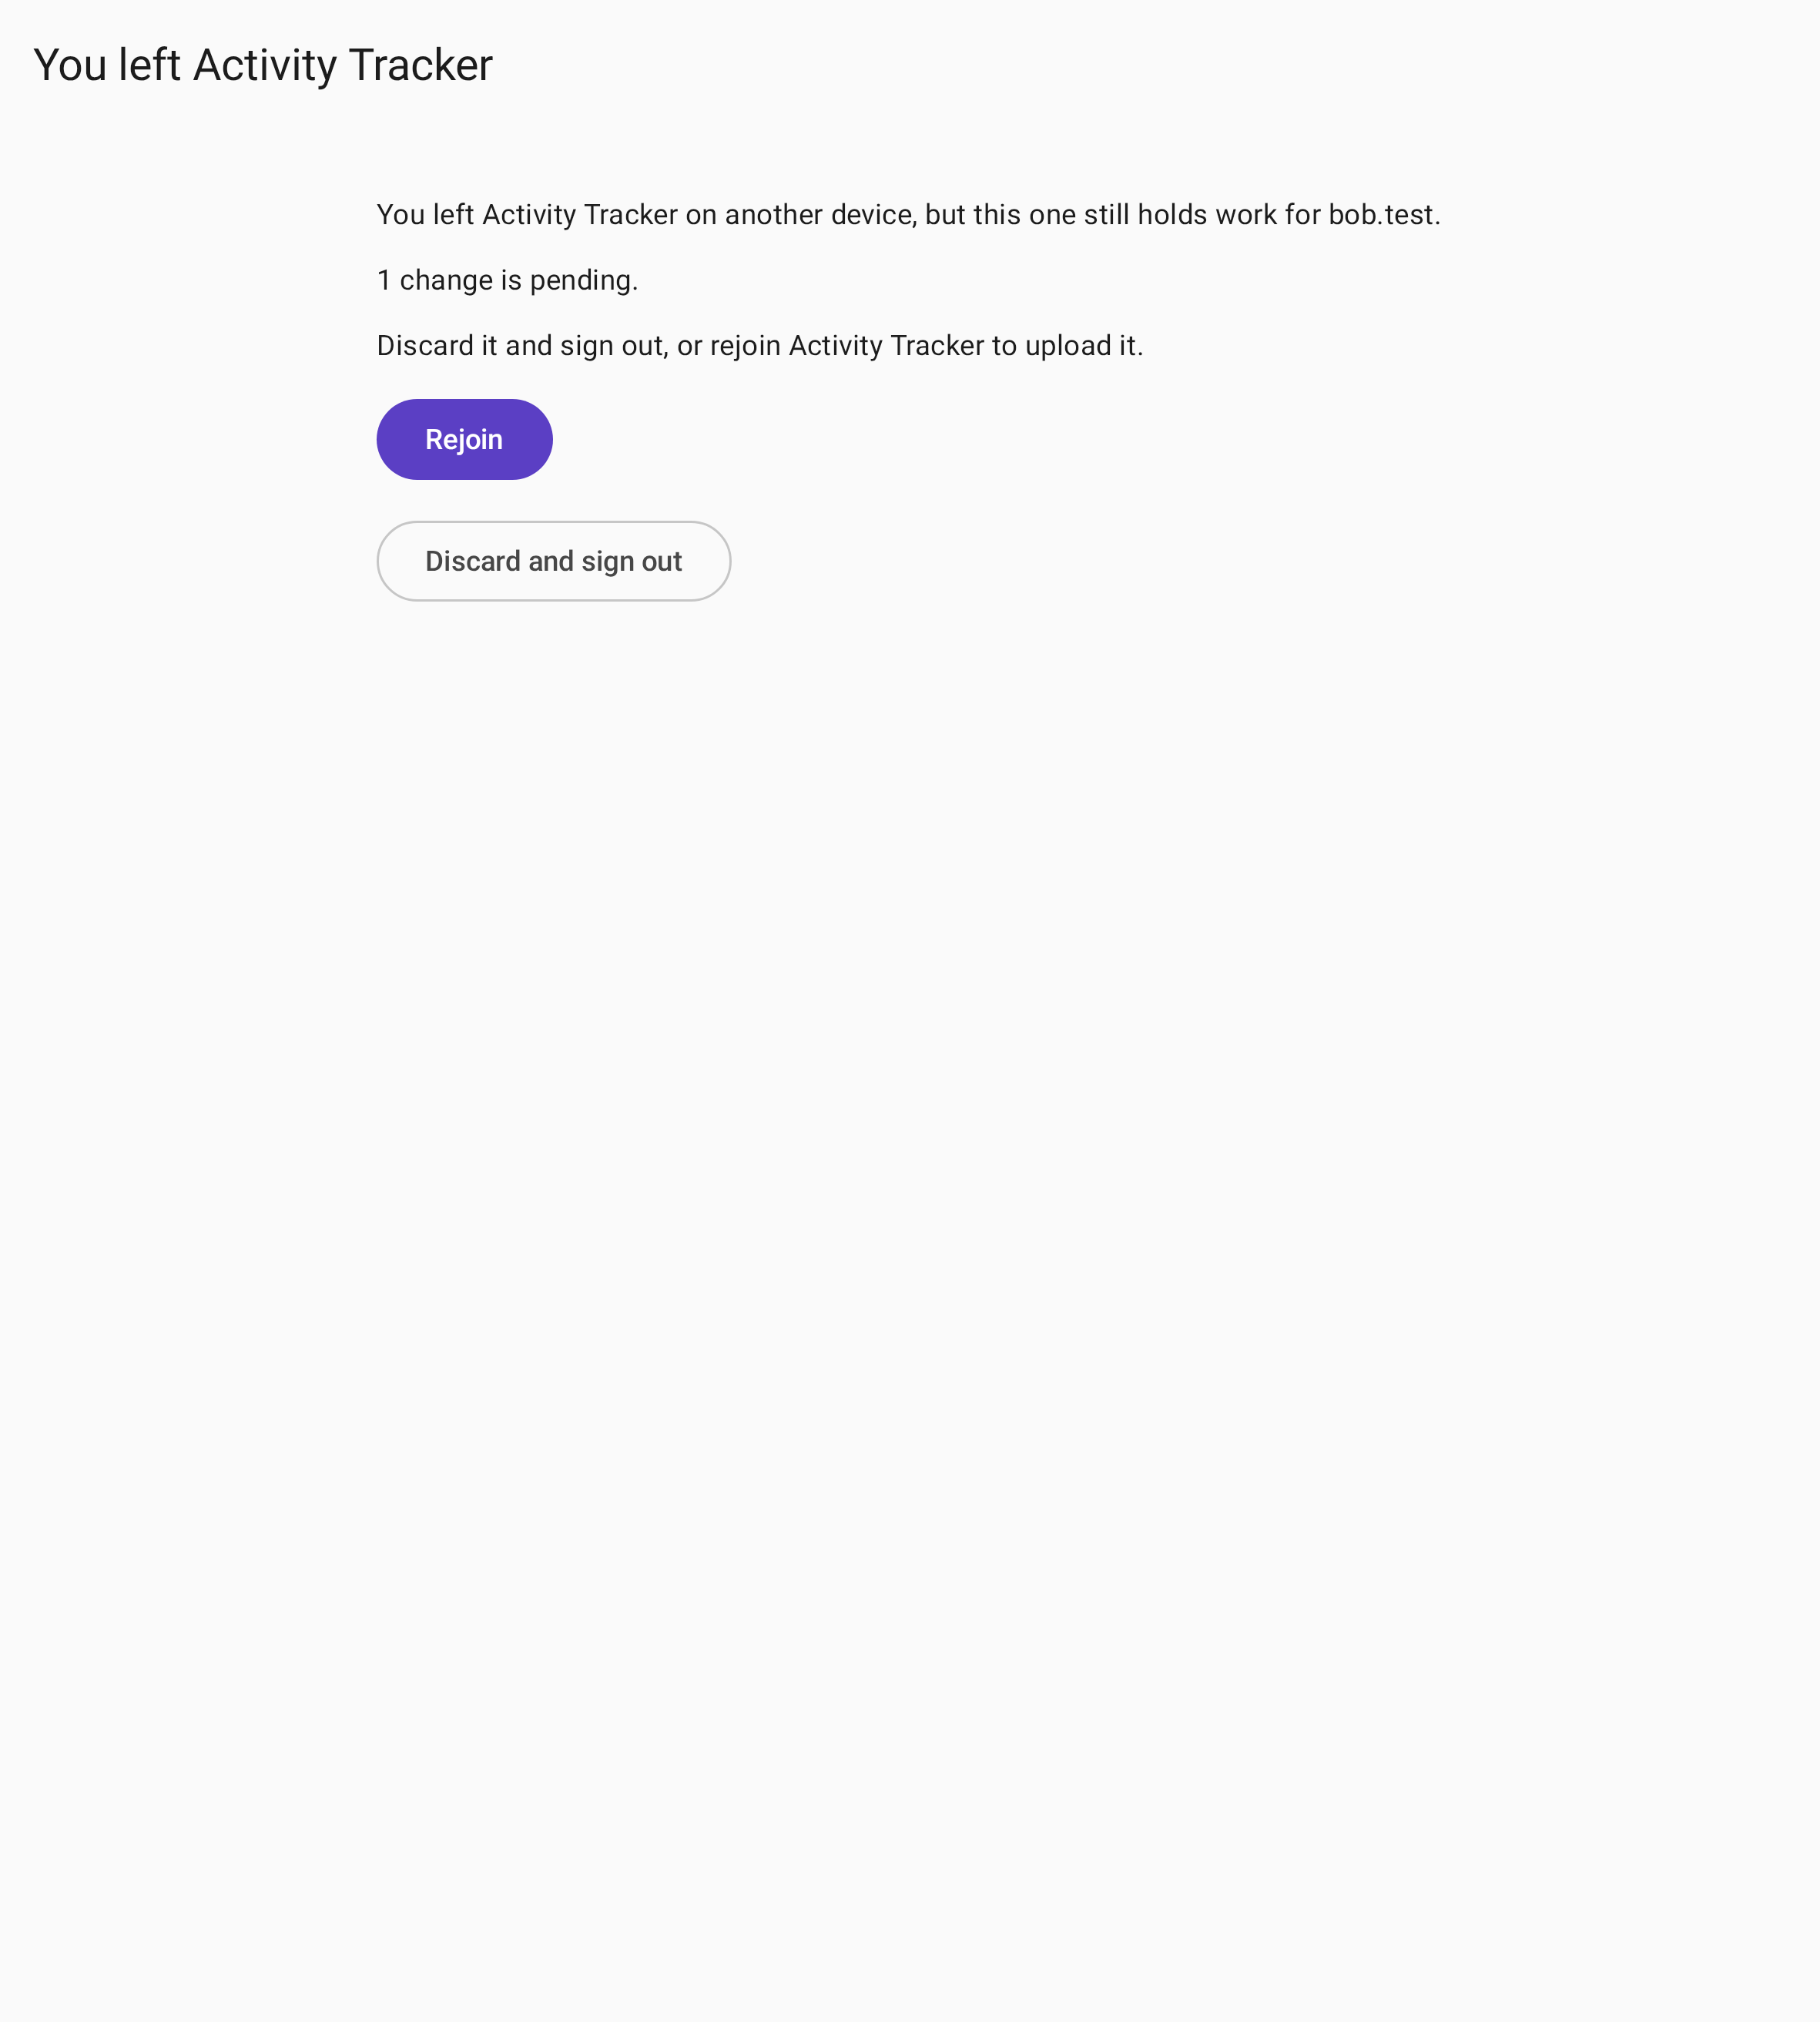 You left Activity Tracker
You left Activity Tracker on another device, but this one still holds work for bob.test.
1 change is pending.
Discard it and sign out, or rejoin Activity Tracker to upload it.
Rejoin
Discard and sign out